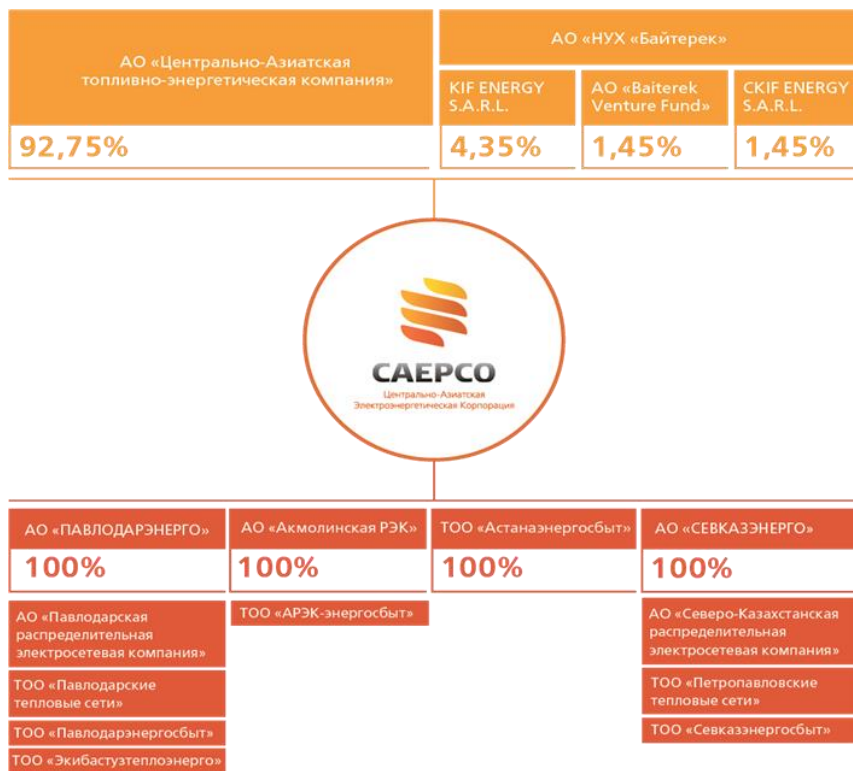 АО «Центрально-Азиатская
топливно-энергетическая компания»
92,75%
АО «НУХ «Байтерек»
KIF ENERGY
S.A.R.L.
4,35%
АО «Baiterek
Venture Fund»
1,45%
CKIF ENERGY
S.A.R.L.
1,45%
CAEPCO
Центрально-Азиатская
Электроэнергетическая Корпорация
АО «ПАВЛОДАРЭНЕРГО»
100%
АО «Павлодарская
распределительная
электросетевая компания»
ТОО «Павлодарские
тепловые сети»
ТОО «Павлодарэнергосбыт»
ТОО «Экибастузтеплоэнерго»
АО «Акмолинская РЭК»
100%
ТОО «АРЭК-энергосбыт»
ТОО «Астанаэнергосбыт»
100%
АО «СЕВКАЗЭНЕРГО»
100%
АО «Северо-Казахстанская
распределительная
электросетевая компания»
ТОО «Петропавловские
тепловые сети»
ТОО «Севказэнергосбыт»